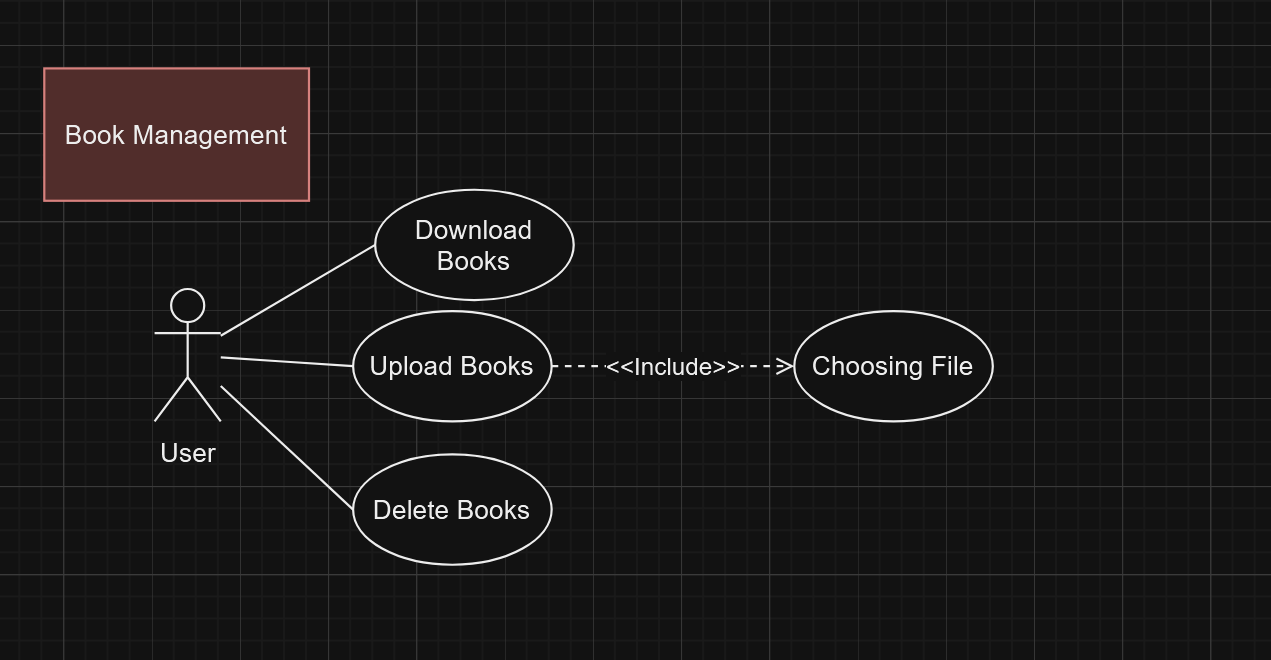 Book Management
Download
Books
Upload Books
<<Include>>
Choosing File
User
Delete Books